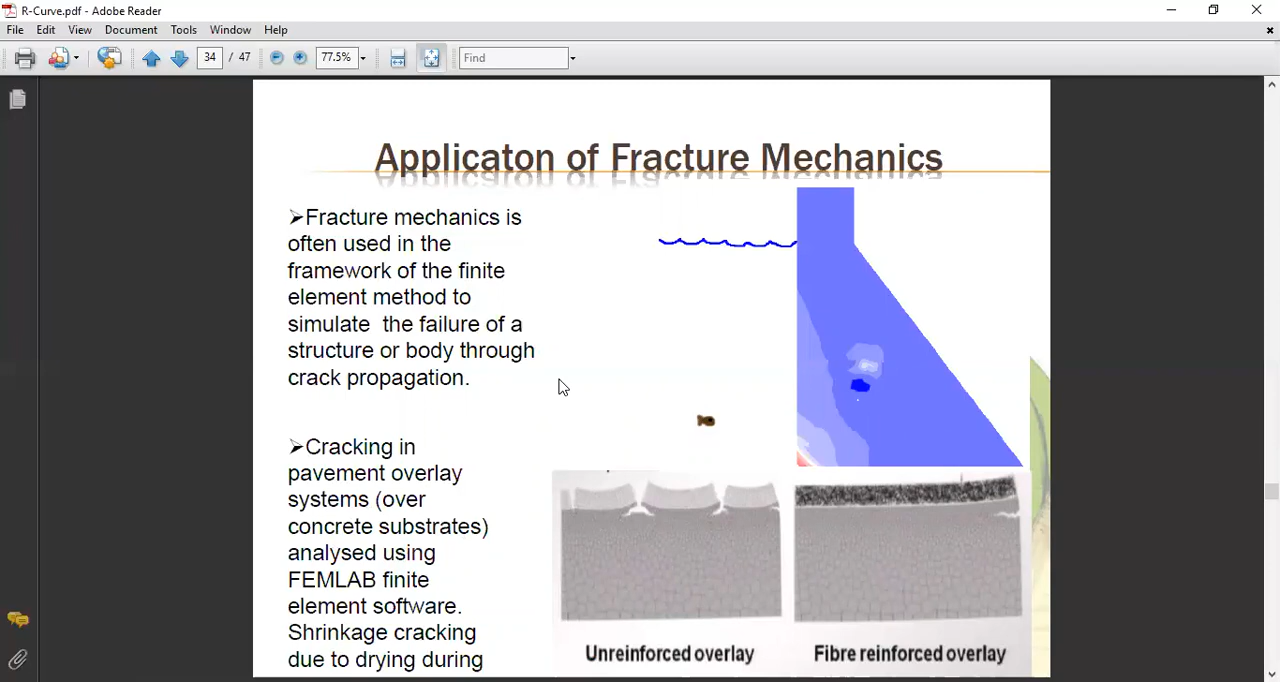 R-Curve.pdf - Adobe Reader
File Edit View Document Tools Window Help
34 / 47 77.5% Find
Applicaton of Fracture Mechanics
➢Fracture mechanics is
often used in the
framework of the finite
element method to
simulate the failure of a
structure or body through
crack propagation.
➢Cracking in
pavement overlay
systems (over
concrete substrates)
analysed using
FEMLAB finite
element software.
Shrinkage cracking
due to drying during
Unreinforced overlay
Fibre reinforced overlay